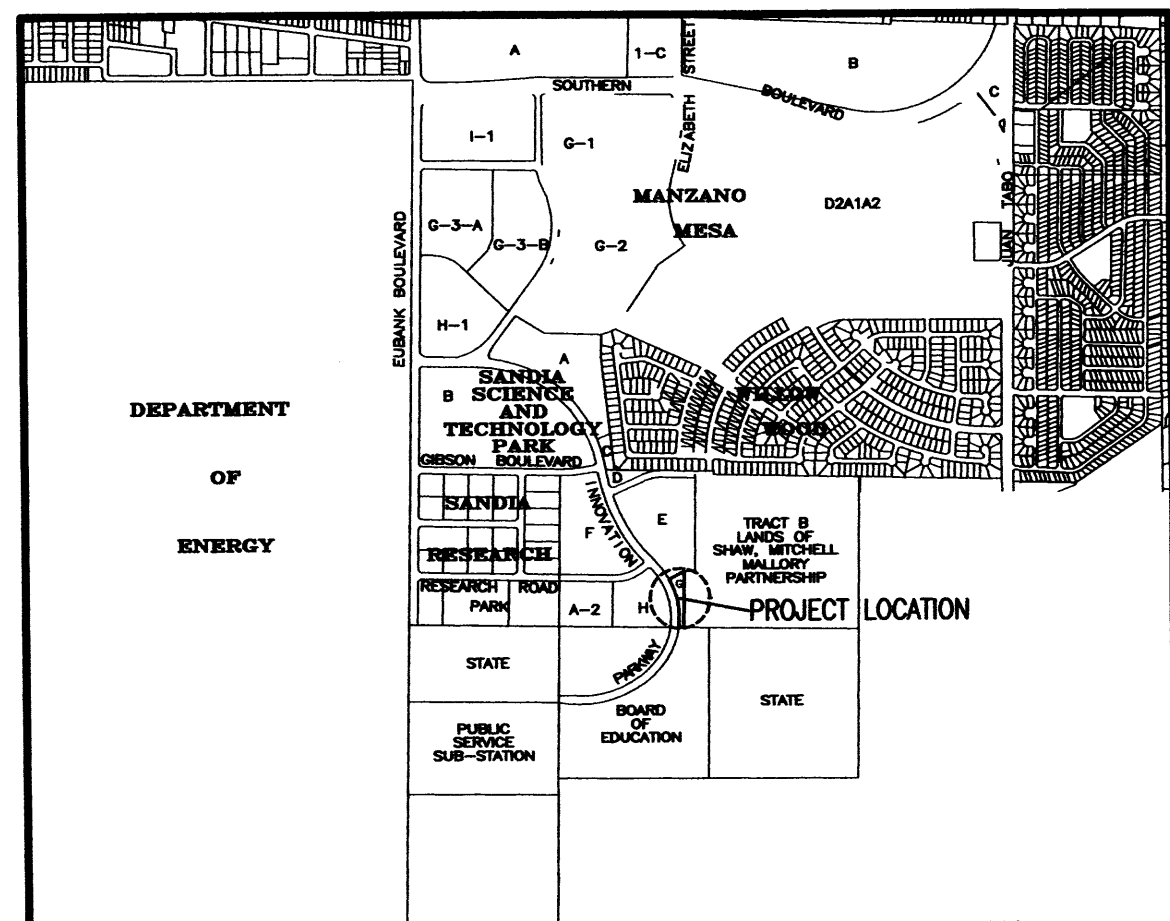 A
1-C
STREET
B
SOUTHERN
BOULEVARD
C
I-1
G-1
ELIZABETH
MANZANO
MESA
D2A1A2
JUAN TABO
G-3-A
G-3-B
G-2
EUBANK BOULEVARD
H-1
A
B
SANDIA
SCIENCE
AND
TECHNOLOGY
PARK
WILLOW
WOOD
DEPARTMENT
OF
ENERGY
GIBSON BOULEVARD
C
D
SANDIA
RESEARCH
INNOVATION
F
E
TRACT B
LANDS OF
SHAW, MITCHELL
MALLORY
PARTNERSHIP
RESEARCH ROAD
PARK
A-2
H
G
PROJECT LOCATION
STATE
PARKWAY
BOARD
OF
EDUCATION
STATE
PUBLIC
SERVICE
SUB-STATION